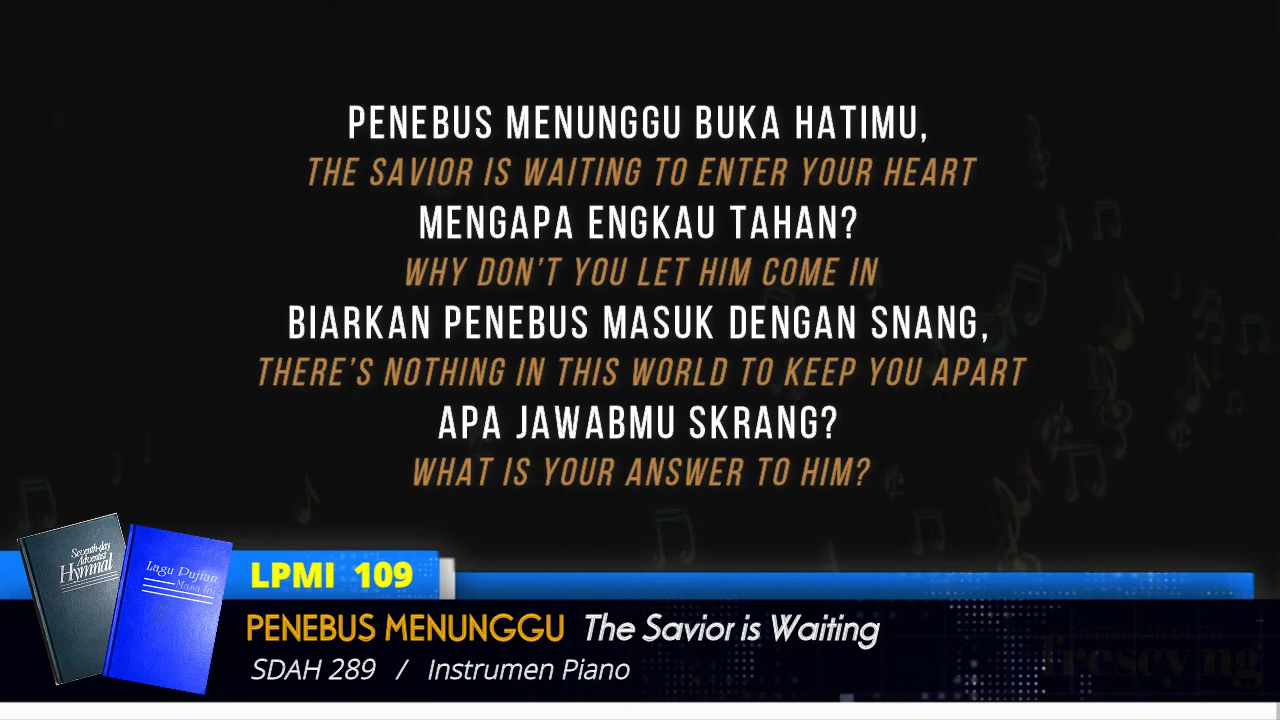 PENEBUS MENUNGGU BUKA HATIMU,
THE SAVIOR IS WAITING TO ENTER YOUR HEART
MENGAPA ENGKAU TAHAN?
WHY DON'T YOU LET HIM COME IN
BIARKAN PENEBUS MASUK DENGAN SNANG,
THERE'S NOTHING IN THIS WORLD TO KEEP YOU APART
APA JAWABMU SKRANG?
WHAT IS YOUR ANSWER TO HIM?
Seventh-day
Adventist
Hymnal
Lagu Pujian
Masa Ini
LPMI 109
PENEBUS MENUNGGU The Savior is Waiting
SDAH 289 / Instrumen Piano
frescy ng